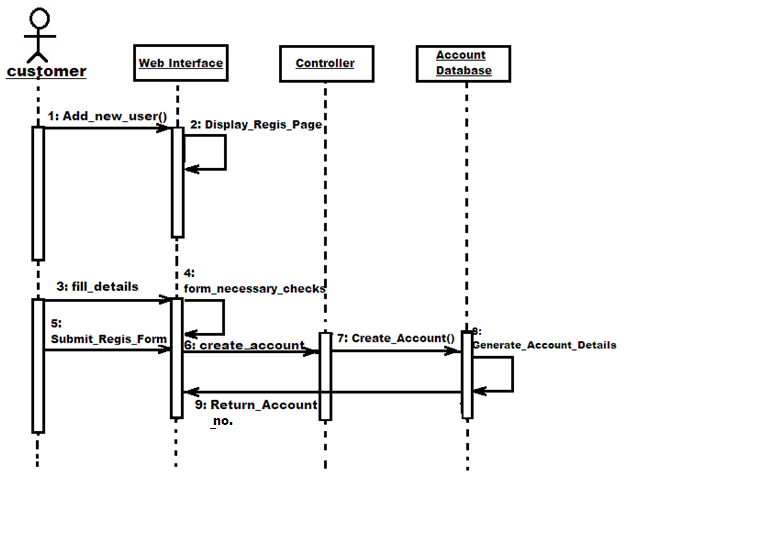 customer
Web Interface
Controller
Account
Database
1: Add_new_user()
2: Display_Regis_Page
3: fill_details
4:
form_necessary_checks
5:
Submit_Regis_Form
6: create_account
7: Create_Account()
8:
Generate_Account_Details
9: Return_Account
_no.